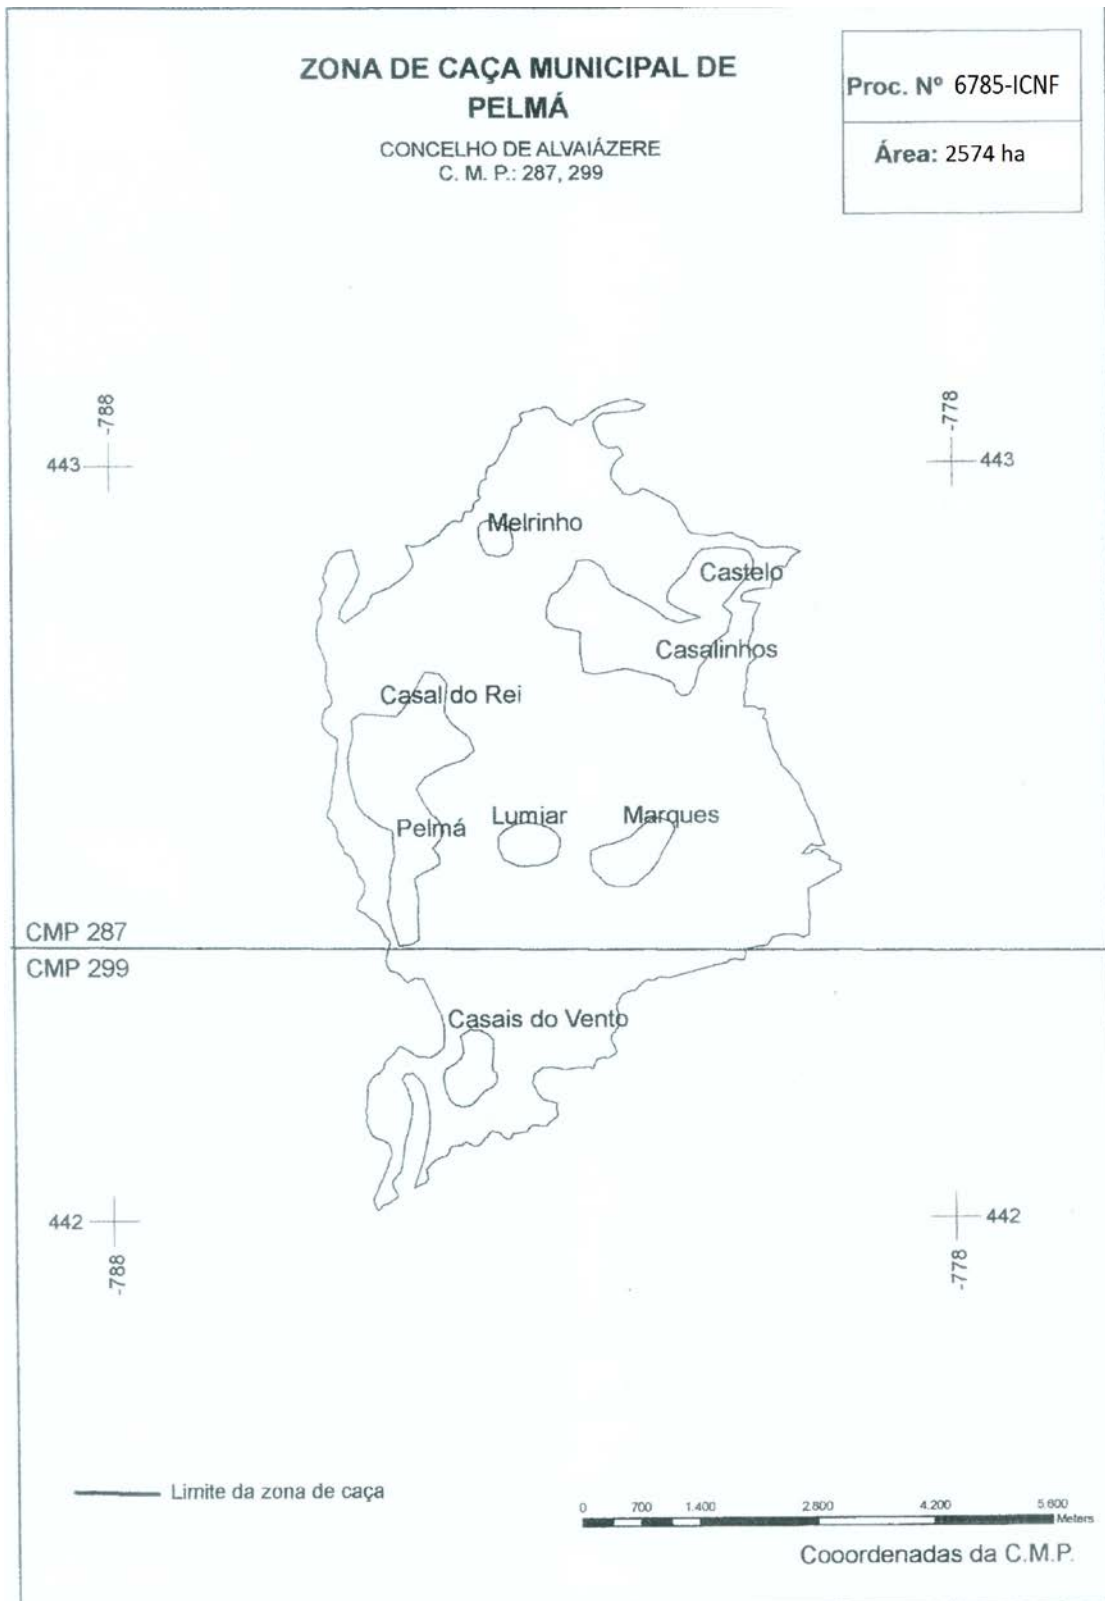 ZONA DE CAÇA MUNICIPAL DE
PELMÁ
CONCELHO DE ALVAIÁZERE
C. M. P.: 287, 299
Proc. Nº 6785-ICNF
Área: 2574 ha
-788
-778
443
443
Melrinho
Castelo
Casalinhos
Casal do Rei
Pelmá
Lumiar
Marques
CMP 287
CMP 299
Casais do Vento
442
442
-788
-778
Limite da zona de caça
0 700 1.400 2.800 4.200 5.600
Meters
Cooordenadas da C.M.P.